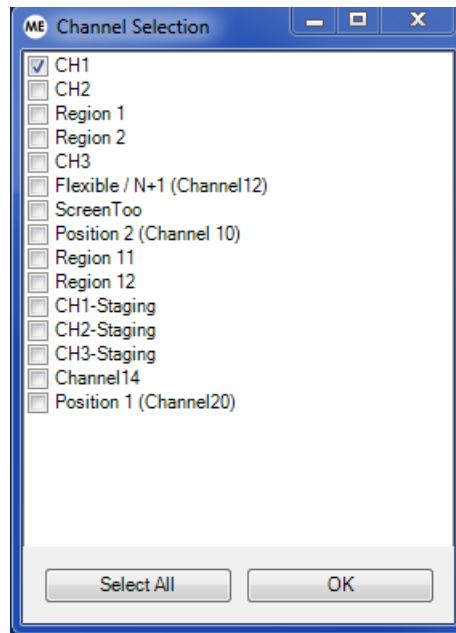 ME Channel Selection
CH1
CH2
Region 1
Region 2
CH3
Flexible / N+1 (Channel12)
ScreenToo
Position 2 (Channel 10)
Region 11
Region 12
CH1-Staging
CH2-Staging
CH3-Staging
Channel14
Position 1 (Channel20)
Select All OK